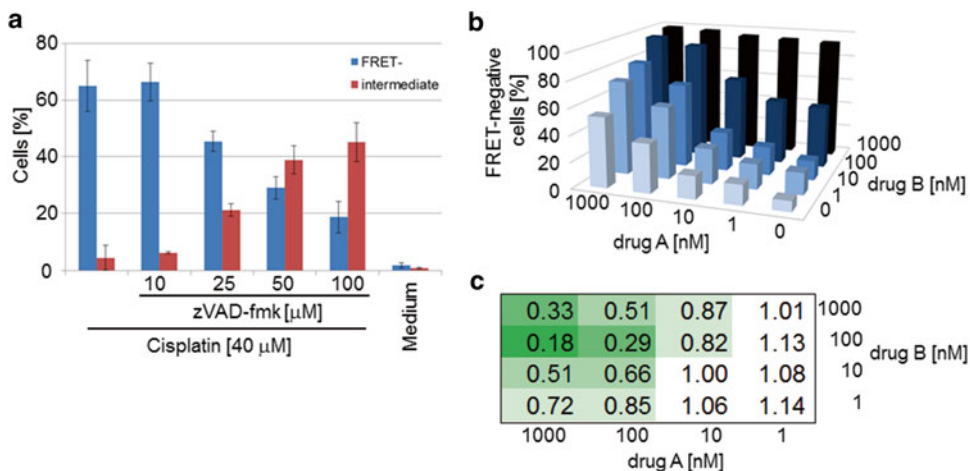 a
80
60
40
20
0
Cells [%]
FRET-
intermediate
10 25 50 100
zVAD-fmk [µM]
Cisplatin [40 µM]
Medium
b
100
80
60
40
20
0
FRET-negative
cells [%]
1000 100 10 1 0
drug A [nM]
1000
100
10
1
0
drug B [nM]
c
0.33 0.51 0.87 1.01 1000
0.18 0.29 0.82 1.13 100
0.51 0.66 1.00 1.08 10
0.72 0.85 1.06 1.14 1
drug B [nM]
1000 100 10 1
drug A [nM]